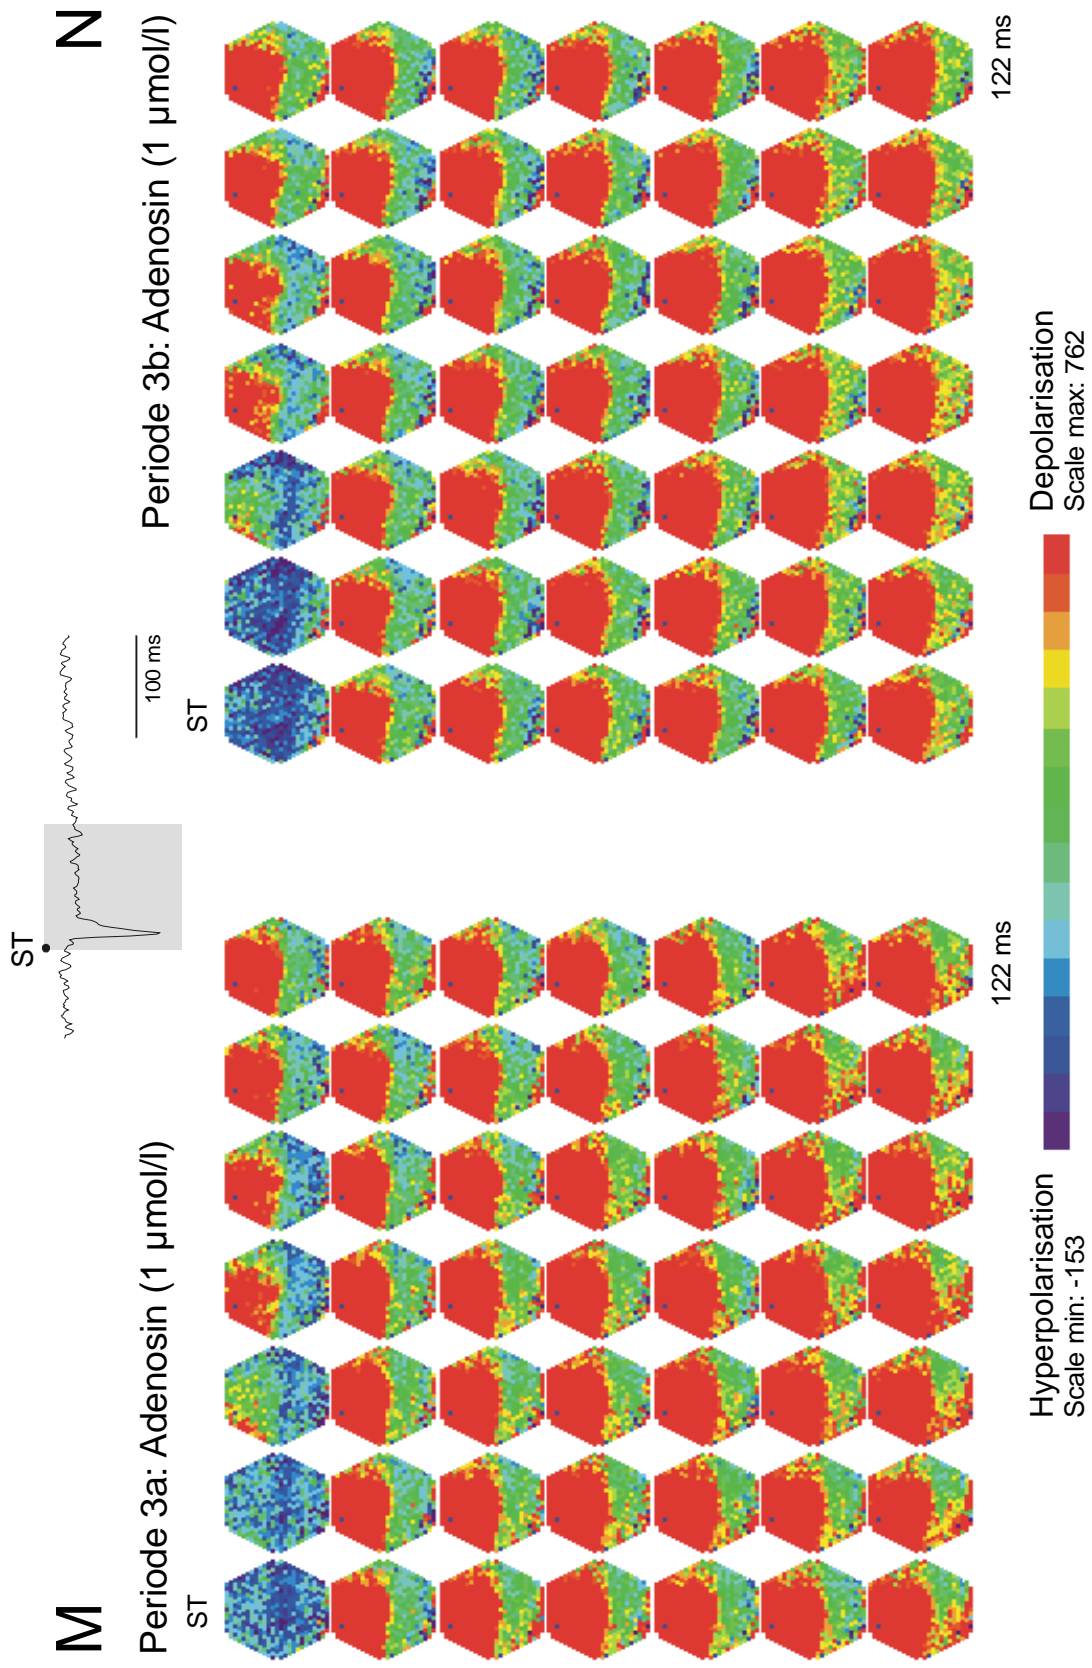 M
N
ST
Periode 3a: Adenosin (1 μmol/l)
Periode 3b: Adenosin (1 μmol/l)
100 ms
ST
ST
122 ms
122 ms
Hyperpolarisation
Scale min: -153
Depolarisation
Scale max: 762